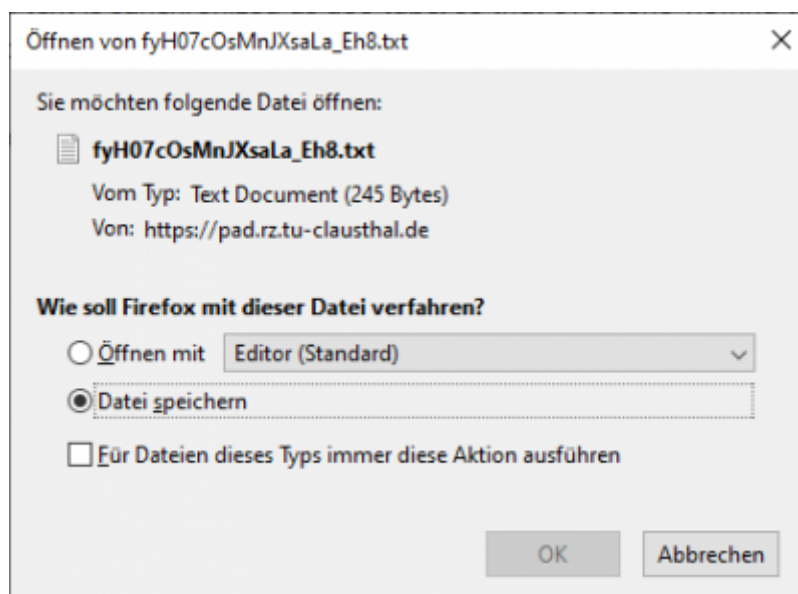 Öffnen von fyH07cOsMnJXsaLa_Eh8.txt
Sie möchten folgende Datei öffnen:
fyH07cOsMnJXsaLa_Eh8.txt
Vom Typ: Text Document (245 Bytes)
Von: https://pad.rz.tu-clausthal.de
Wie soll Firefox mit dieser Datei verfahren?
Öffnen mit Editor (Standard)
Datei speichern
Für Dateien dieses Typs immer diese Aktion ausführen
OK Abbrechen